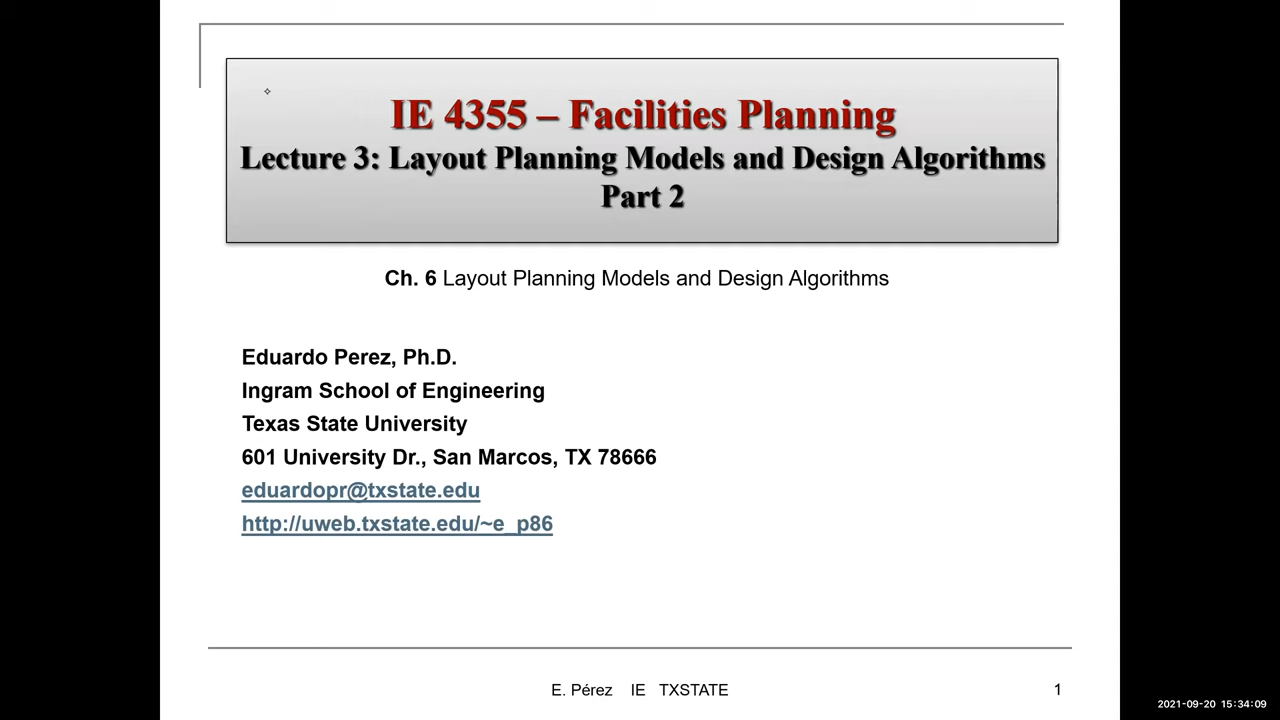 IE 4355 – Facilities Planning
Lecture 3: Layout Planning Models and Design Algorithms
Part 2
Ch. 6 Layout Planning Models and Design Algorithms
Eduardo Perez, Ph.D.
Ingram School of Engineering
Texas State University
601 University Dr., San Marcos, TX 78666
eduardopr@txstate.edu
http://uweb.txstate.edu/~e_p86
E. Pérez IE TXSTATE
1
2021-09-20 15:34:09